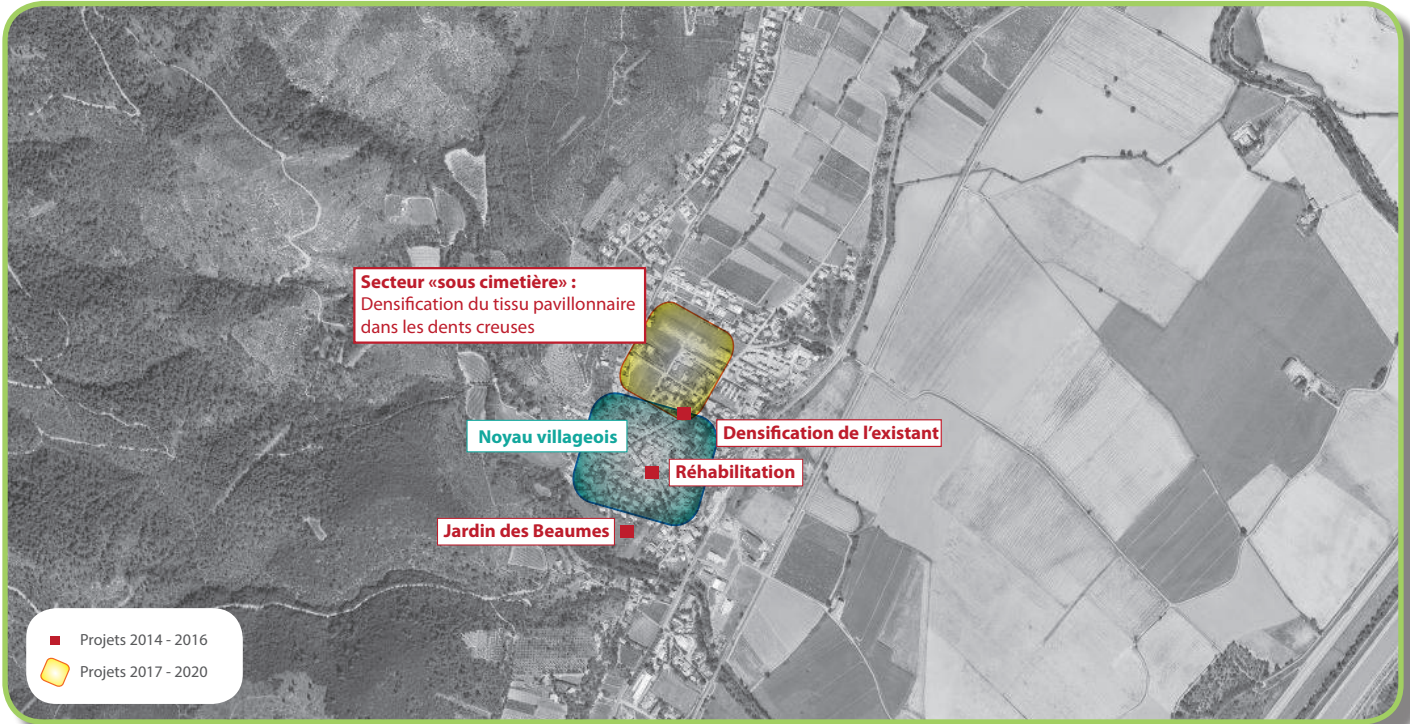 Secteur «sous cimetière» :
Densification du tissu pavillonnaire
dans les dents creuses
Noyau villageois
Densification de l’existant
Réhabilitation
Jardin des Beaumes
Projets 2014 - 2016
Projets 2017 - 2020